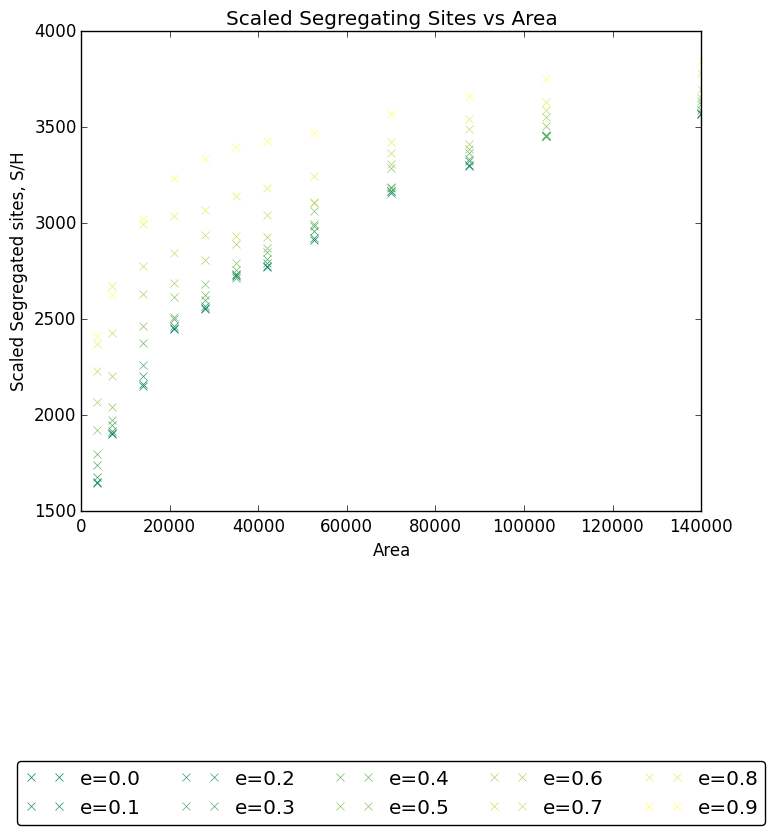 Scaled Segregating Sites vs Area
4000
3500
3000
2500
2000
1500
Scaled Segregated sites, S/H
0 20000 40000 60000 80000 100000 120000 140000
Area
e=0.0 e=0.2 e=0.4 e=0.6 e=0.8
e=0.1 e=0.3 e=0.5 e=0.7 e=0.9